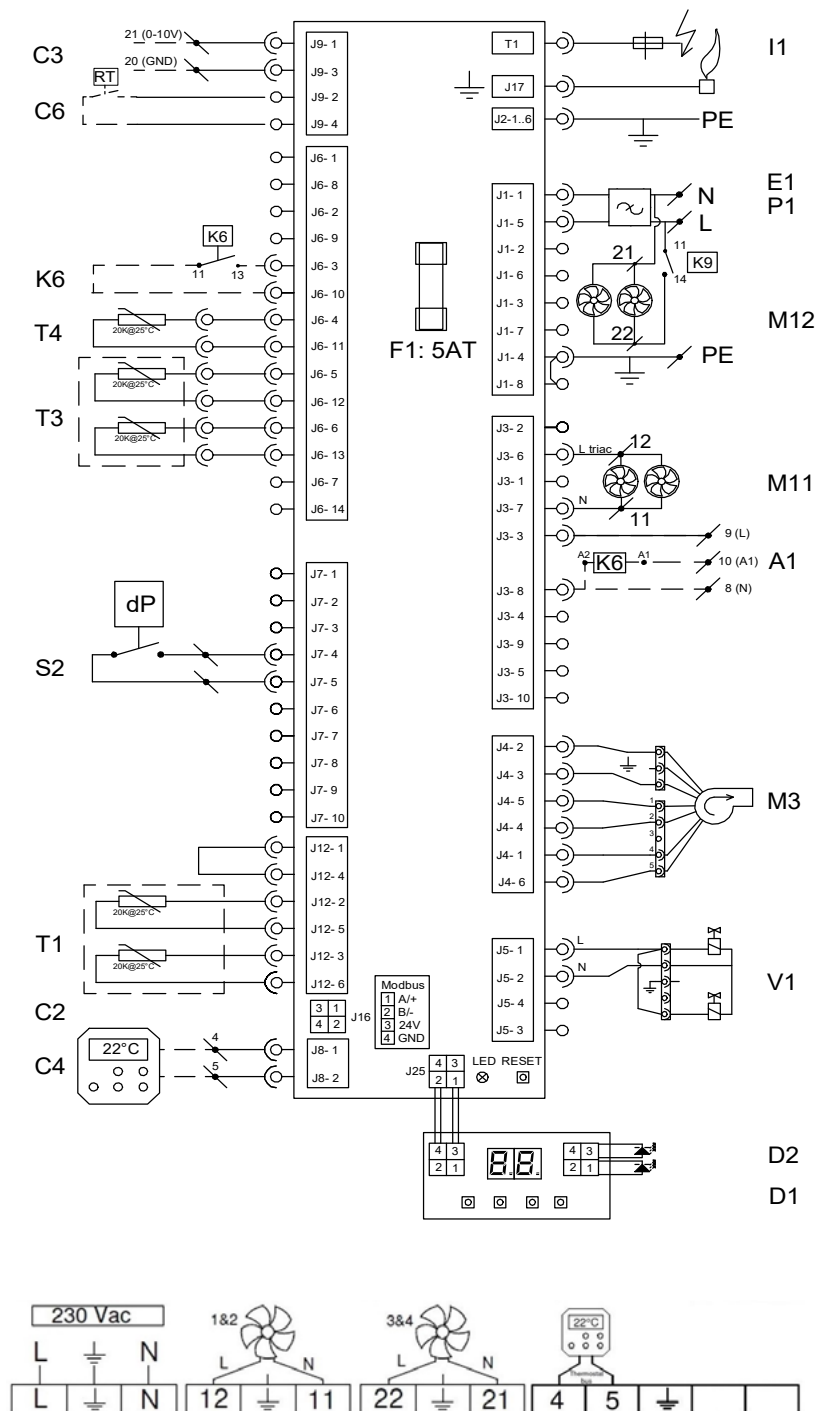 C3
21 (0-10V)
20 (GND)
RT
C6
J9- 1
J9- 3
J9- 2
J9- 4
J6- 1
J6- 8
J6- 2
J6- 9
J6- 3
J6- 10
J6- 4
J6- 11
J6- 5
J6- 12
J6- 6
J6- 13
J6- 7
J6- 14
K6
K6
11
13
T4
20K@25°C
T3
20K@25°C
20K@25°C
J7- 1
J7- 2
J7- 3
J7- 4
J7- 5
J7- 6
J7- 7
J7- 8
J7- 9
J7- 10
dP
S2
J12- 1
J12- 4
J12- 2
J12- 5
J12- 3
J12- 6
T1
20K@25°C
20K@25°C
C2
3 1
4 2
J16
Modbus
1 A/+
2 B/-
3 24V
4 GND
C4
22°C
4
5
J8- 1
J8- 2
J25
4 3
2 1
LED RESET
F1: 5AT
T1
J17
J2-1..6
I1
PE
J1- 1
J1- 5
J1- 2
J1- 6
J1- 3
J1- 7
J1- 4
J1- 8
N
L
E1
P1
21
22
11
14
K9
M12
PE
J3- 2
J3- 6
J3- 1
J3- 7
J3- 3
J3- 8
J3- 4
J3- 9
J3- 5
J3- 10
L triac
12
N
11
M11
9 (L)
A2
K6
A1
10 (A1)
A1
8 (N)
J4- 2
J4- 3
J4- 5
J4- 4
J4- 1
J4- 6
1
2
3
4
5
M3
J5- 1
J5- 2
J5- 4
J5- 3
L
N
V1
4 3
2 1
8.8.
4 3
2 1
D2
D1
230 Vac
L N
L N
1&2
L N
12 11
3&4
L N
22 21
22°C
Thermostat
bus
4 5